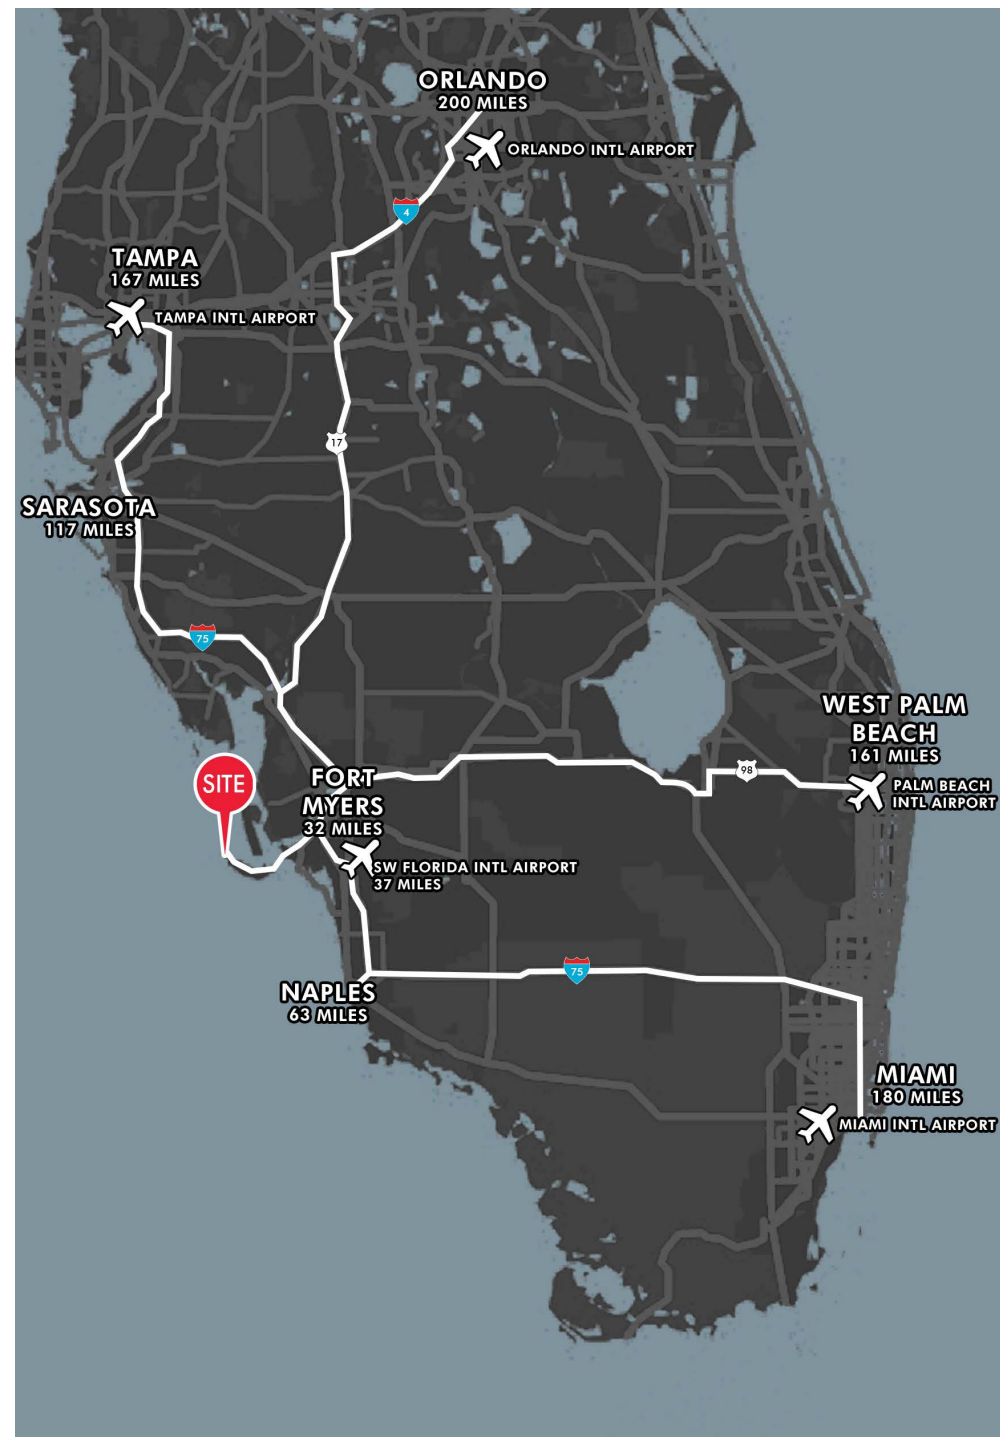 ORLANDO
200 MILES
ORLANDO INTL AIRPORT
4
TAMPA
167 MILES
TAMPA INTL AIRPORT
17
SARASOTA
117 MILES
75
WEST PALM
BEACH
161 MILES
SITE
FORT
MYERS
32 MILES
98
PALM BEACH
INTL AIRPORT
SW FLORIDA INTL AIRPORT
37 MILES
75
NAPLES
63 MILES
MIAMI
180 MILES
MIAMI INTL AIRPORT